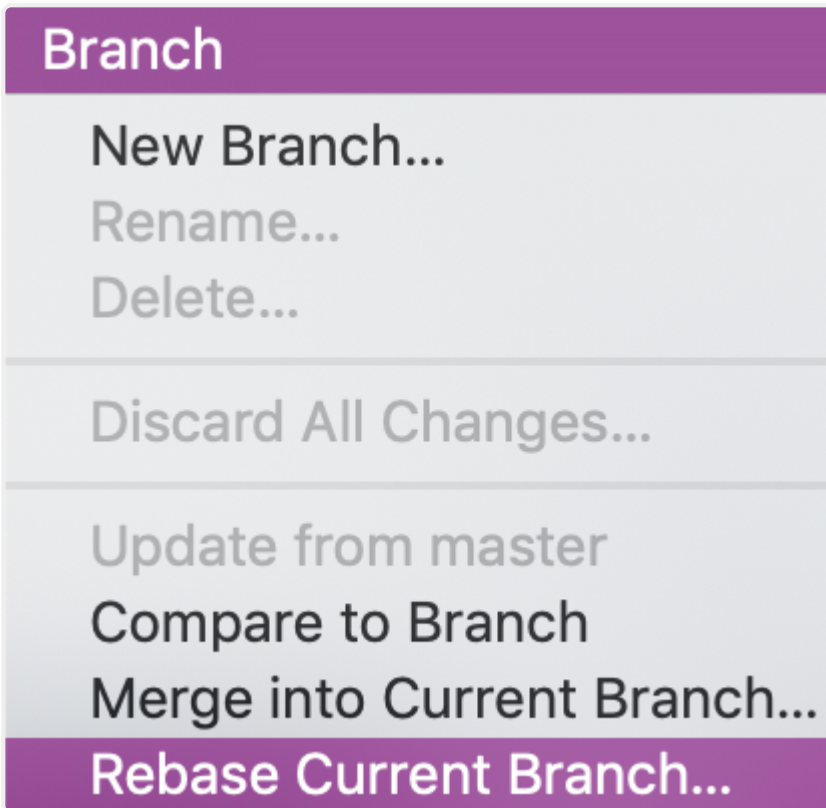 Branch
New Branch...
Rename...
Delete...
Discard All Changes...
Update from master
Compare to Branch
Merge into Current Branch...
Rebase Current Branch...